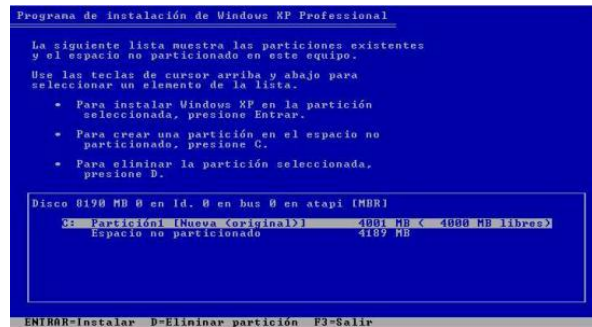 Programa de instalación de Windows XP Professional
La siguiente lista muestra las particiones existentes
y el espacio no particionado en este equipo.
Use las teclas de cursor arriba y abajo para
seleccionar un elemento de la lista.
• Para instalar Windows XP en la partición
seleccionada, presione Entrar.
• Para crear una partición en el espacio no
particionado, presione C.
• Para eliminar la partición seleccionada,
presione D.
Disco 8190 MB 0 en Id. 0 en bus 0 en atapi [MBR]
C: Partición1 [Nueva (original)] 4001 MB ( 4000 MB libres)
Espacio no particionado 4189 MB
ENTRAR=Instalar D=Eliminar partición F3=Salir